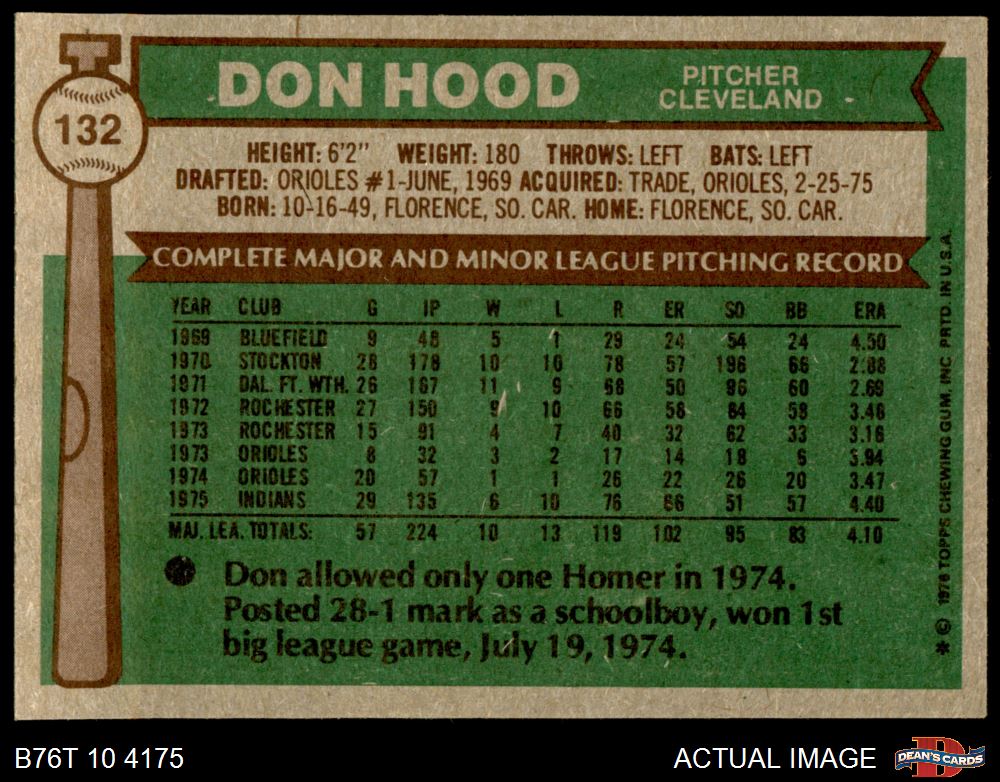 132
DON HOOD
PITCHER
CLEVELAND
HEIGHT: 6'2" WEIGHT: 180 THROWS: LEFT BATS: LEFT
DRAFTED: ORIOLES #1-JUNE, 1969 ACQUIRED: TRADE, ORIOLES, 2-25-75
BORN: 10-16-49, FLORENCE, SO. CAR. HOME: FLORENCE, SO. CAR.
COMPLETE MAJOR AND MINOR LEAGUE PITCHING RECORD
YEAR CLUB G IP W L R ER SO BB ERA
1969 BLUEFIELD 9 48 5 1 29 24 54 24 4.50
1970 STOCKTON 28 178 10 10 78 57 196 66 2.88
1971 DAL. FT. WTH. 26 167 11 9 68 50 96 60 2.69
1972 ROCHESTER 27 150 9 10 66 58 84 58 3.46
1973 ROCHESTER 15 91 4 7 40 32 62 33 3.16
1973 ORIOLES 8 32 3 2 17 14 18 6 3.94
1974 ORIOLES 20 57 1 1 26 22 26 20 3.47
1975 INDIANS 29 135 6 10 76 66 51 57 4.40
MAJ. LEA. TOTALS: 57 224 10 13 119 102 95 83 4.10
● Don allowed only one Homer in 1974.
Posted 28-1 mark as a schoolboy, won 1st
big league game, July 19, 1974.
* © 1976 TOPPS CHEWING GUM, INC. PRTD. IN U.S.A.
B76T 10 4175
ACTUAL IMAGE
D
DEAN'S CARDS